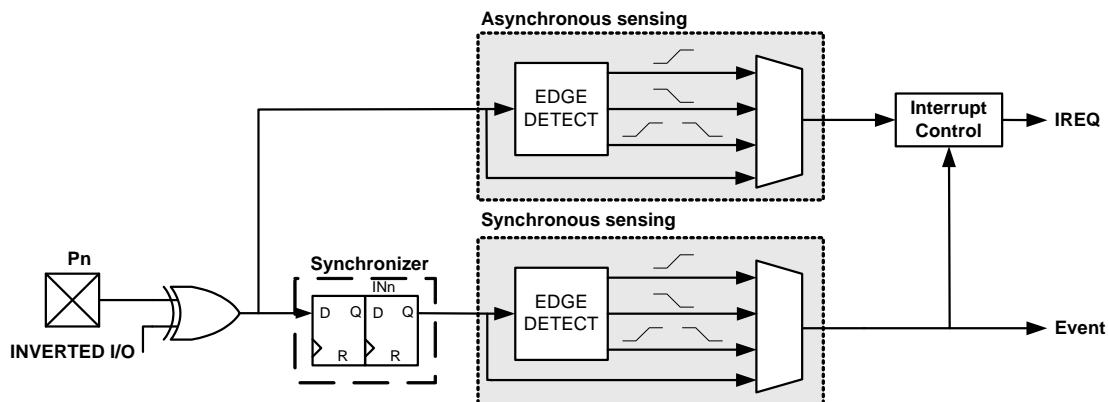 Asynchronous sensing
EDGE
DETECT
Interrupt
Control
IREQ
Synchronous sensing
Pn
Synchronizer
INn
D Q D Q
R R
INVERTED I/O
EDGE
DETECT
Event